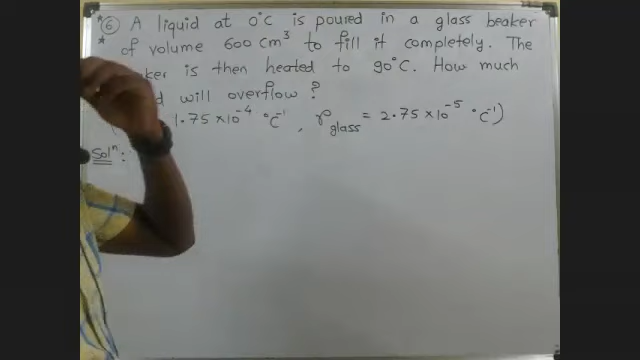 * ⑥ A liquid at 0°C is poured in a glass beaker
* of volume 600 cm³ to fill it completely. The
ker is then heated to 90°C. How much
d will overflow ?
1.75 × 10⁻⁴ °C⁻¹ , γ glass = 2.75 × 10⁻⁵ °C⁻¹)
Solⁿ :